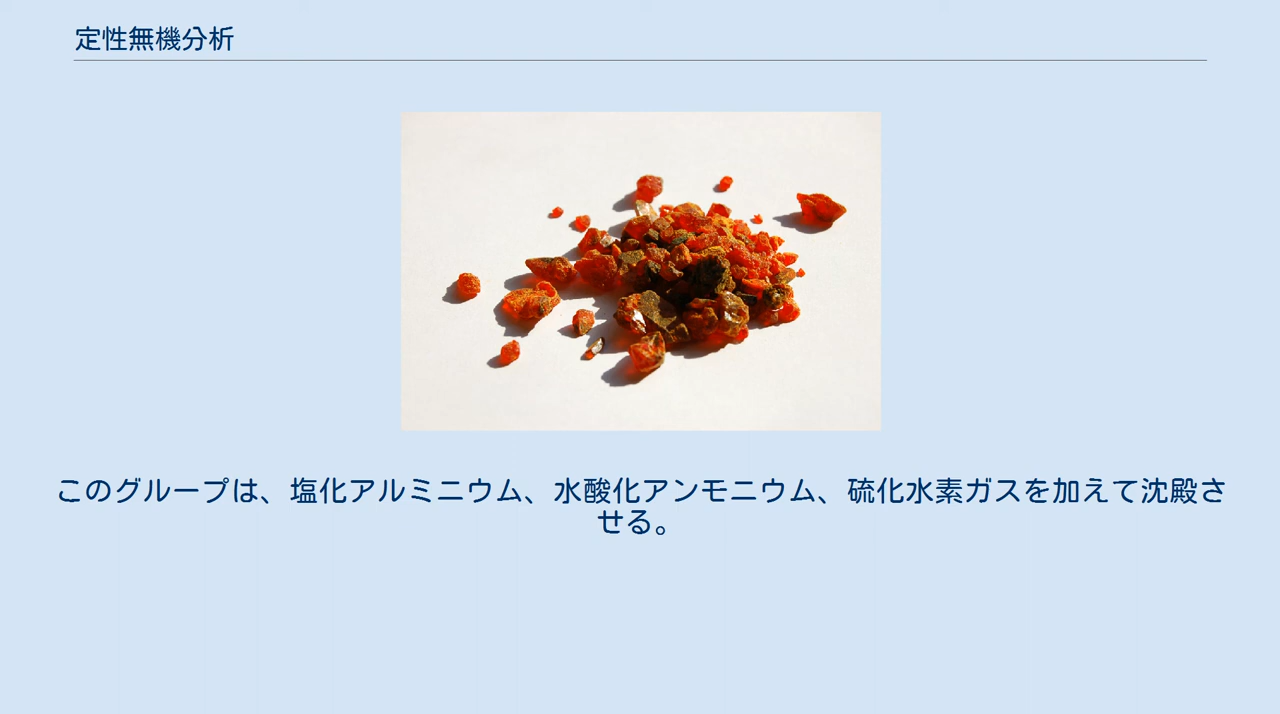 定性無機分析
このグループは、塩化アルミニウム、水酸化アンモニウム、硫化水素ガスを加えて沈殿さ
せる。